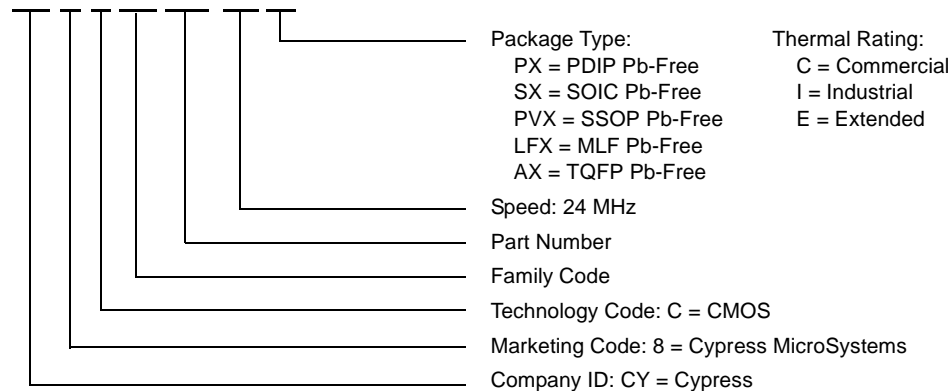 Package Type: Thermal Rating:
PX = PDIP Pb-Free C = Commercial
SX = SOIC Pb-Free I = Industrial
PVX = SSOP Pb-Free E = Extended
LFX = MLF Pb-Free
AX = TQFP Pb-Free
Speed: 24 MHz
Part Number
Family Code
Technology Code: C = CMOS
Marketing Code: 8 = Cypress MicroSystems
Company ID: CY = Cypress